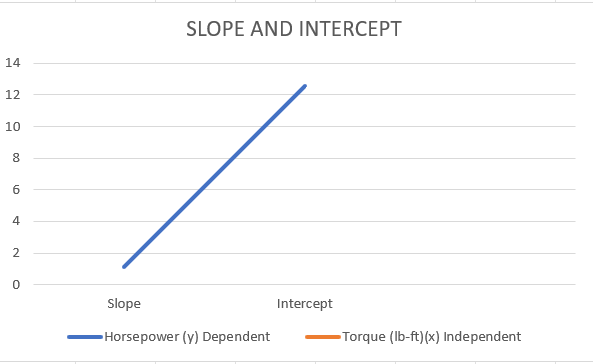 SLOPE AND INTERCEPT
14
12
10
8
6
4
2
0
Slope Intercept
Horsepower (y) Dependent Torque (lb-ft)(x) Independent